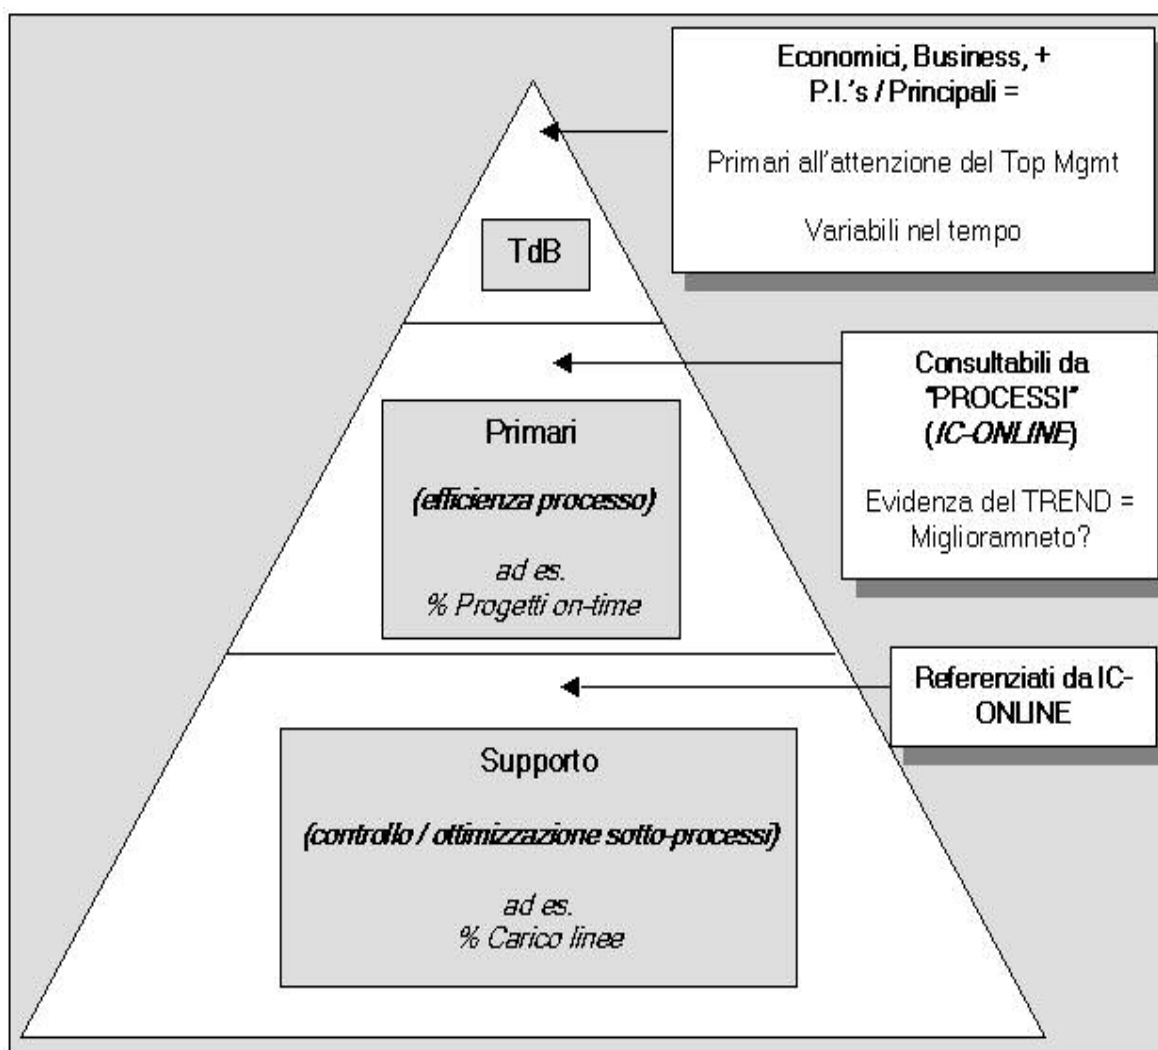 Economici, Business, +
P.I.'s / Principali =
Primari all'attenzione del Top Mgmt
Variabili nel tempo
TdB
Consultabili da
"PROCESSI"
(IC-ONLINE)
Evidenza del TREND =
Miglioramneto?
Primari
(efficienza processo)
ad es.
% Progetti on-time
Referenziati da IC-
ONLINE
Supporto
(controllo / ottimizzazione sotto-processi)
ad es.
% Carico linee